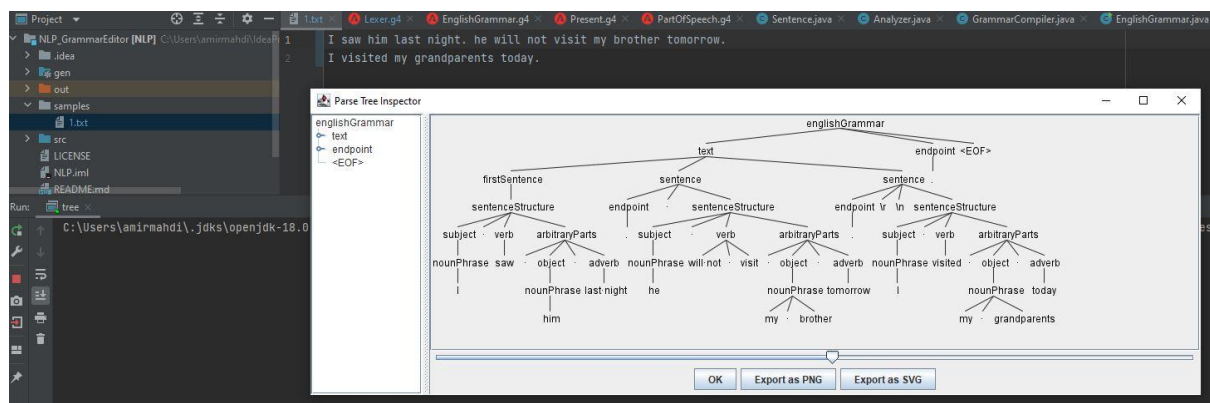 Project
1.txt
Lexer.g4
EnglishGrammar.g4
Present.g4
PartOfSpeech.g4
Sentence.java
Analyzer.java
GrammarCompiler.java
EnglishGrammar.java
NLP_GrammarEditor [NLP] C:\Users\amirmahdi\IdeaP
.idea
gen
out
samples
1.txt
src
LICENSE
NLP.iml
README.md
1 I saw him last night. he will not visit my brother tomorrow.
2 I visited my grandparents today.
Run: tree
C:\Users\amirmahdi\.jdks\openjdk-18.0
es
Parse Tree Inspector
englishGrammar
text
endpoint
<EOF>
englishGrammar
text endpoint <EOF>
firstSentence sentence sentence .
sentenceStructure endpoint · sentenceStructure endpoint \r \n sentenceStructure
subject · verb arbitraryParts . subject · verb arbitraryParts . subject · verb arbitraryParts
nounPhrase saw · object · adverb nounPhrase will·not · visit · object · adverb nounPhrase visited · object · adverb
I nounPhrase last·night he nounPhrase tomorrow I nounPhrase today
him my · brother my · grandparents
OK Export as PNG Export as SVG